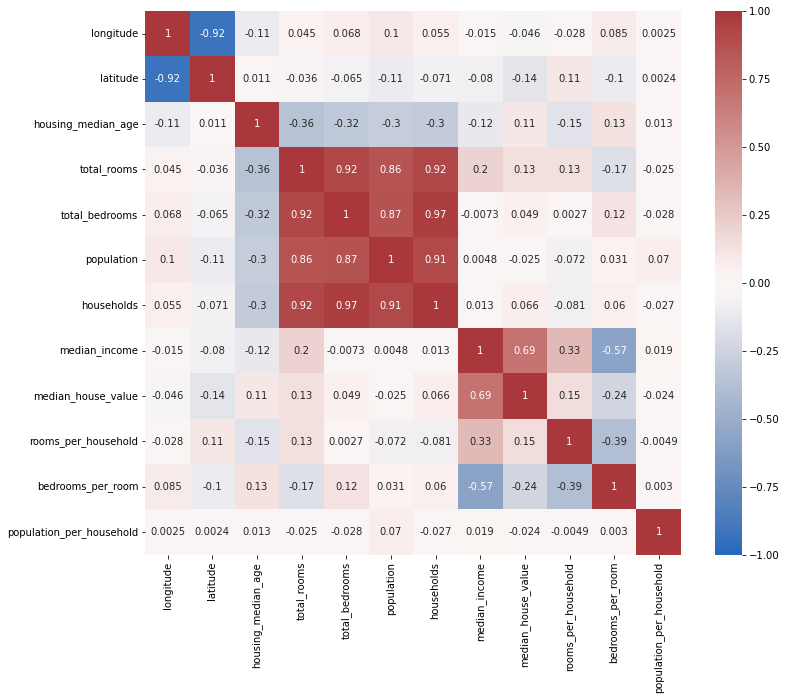 longitude 1 -0.92 -0.11 0.045 0.068 0.1 0.055 -0.015 -0.046 -0.028 0.085 0.0025
latitude -0.92 1 0.011 -0.036 -0.065 -0.11 -0.071 -0.08 -0.14 0.11 -0.1 0.0024
housing_median_age -0.11 0.011 1 -0.36 -0.32 -0.3 -0.3 -0.12 0.11 -0.15 0.13 0.013
total_rooms 0.045 -0.036 -0.36 1 0.92 0.86 0.92 0.2 0.13 0.13 -0.17 -0.025
total_bedrooms 0.068 -0.065 -0.32 0.92 1 0.87 0.97 -0.0073 0.049 0.0027 0.12 -0.028
population 0.1 -0.11 -0.3 0.86 0.87 1 0.91 0.0048 -0.025 -0.072 0.031 0.07
households 0.055 -0.071 -0.3 0.92 0.97 0.91 1 0.013 0.066 -0.081 0.06 -0.027
median_income -0.015 -0.08 -0.12 0.2 -0.0073 0.0048 0.013 1 0.69 0.33 -0.57 0.019
median_house_value -0.046 -0.14 0.11 0.13 0.049 -0.025 0.066 0.69 1 0.15 -0.24 -0.024
rooms_per_household -0.028 0.11 -0.15 0.13 0.0027 -0.072 -0.081 0.33 0.15 1 -0.39 -0.0049
bedrooms_per_room 0.085 -0.1 0.13 -0.17 0.12 0.031 0.06 -0.57 -0.24 -0.39 1 0.003
population_per_household 0.0025 0.0024 0.013 -0.025 -0.028 0.07 -0.027 0.019 -0.024 -0.0049 0.003 1
longitude
latitude
housing_median_age
total_rooms
total_bedrooms
population
households
median_income
median_house_value
rooms_per_household
bedrooms_per_room
population_per_household
1.00
0.75
0.50
0.25
0.00
−0.25
−0.50
−0.75
−1.00